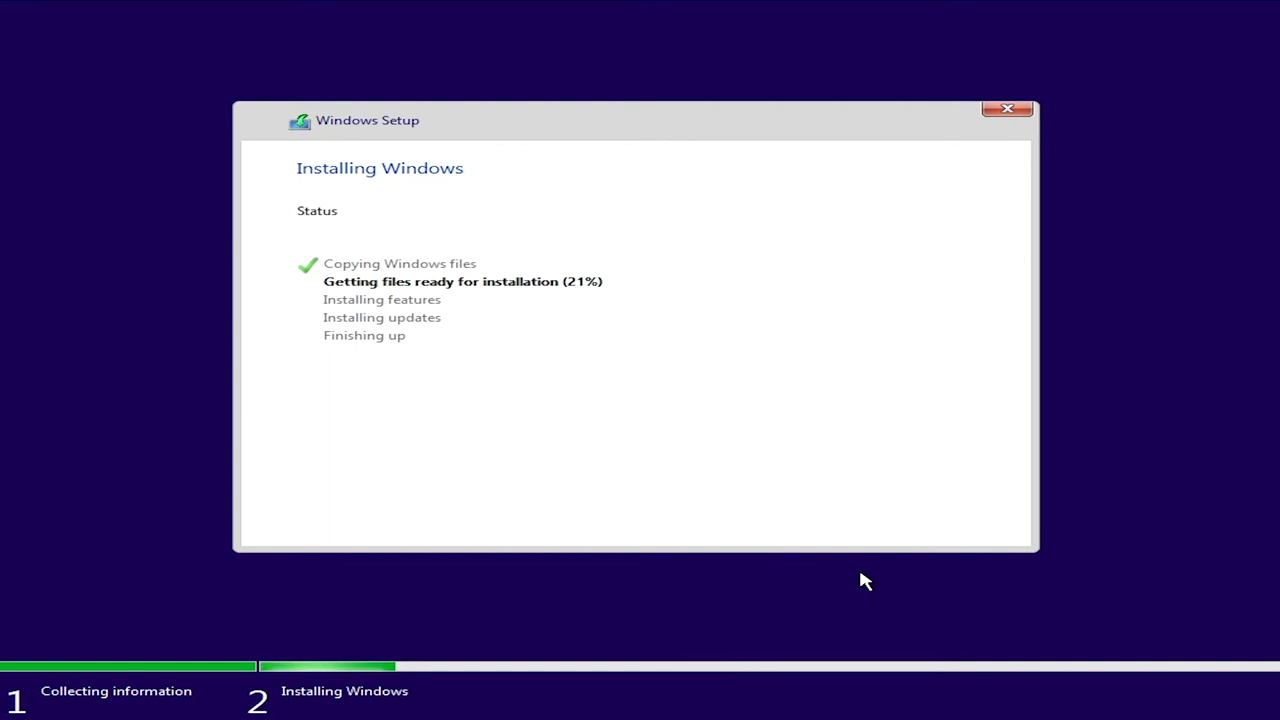 Windows Setup
Installing Windows
Status
Copying Windows files
Getting files ready for installation (21%)
Installing features
Installing updates
Finishing up
1 Collecting information
2 Installing Windows